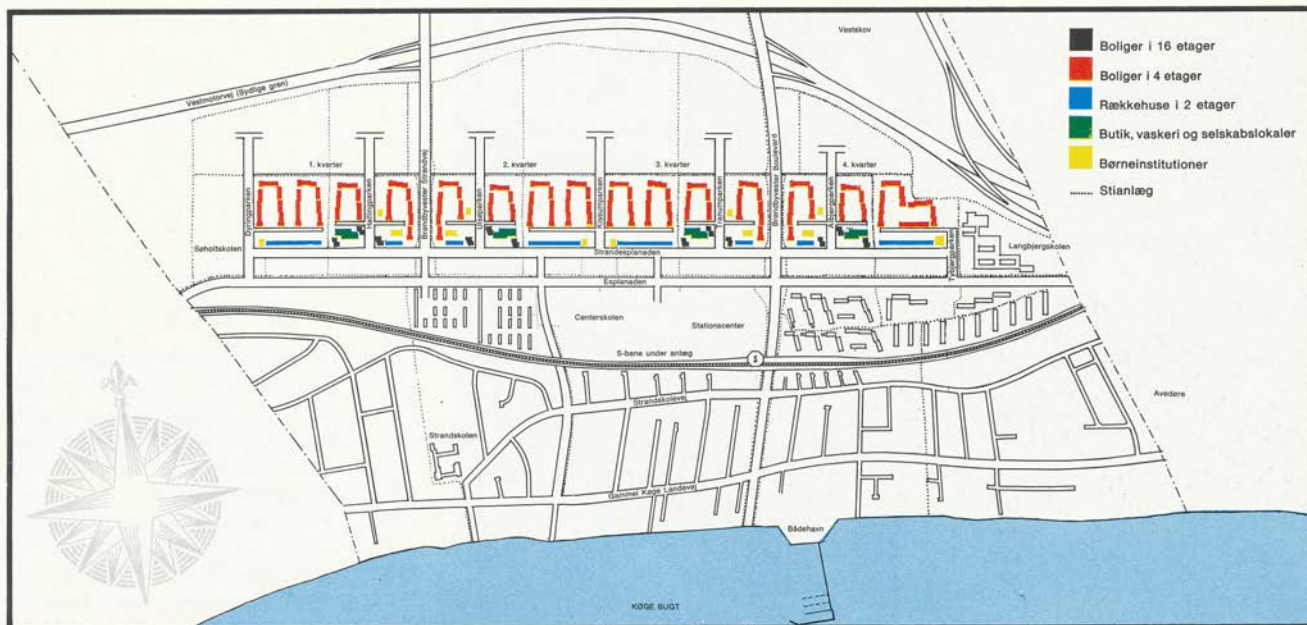 Vestskov
Vestmotorvej (Sydlige gren)
Boliger i 16 etager
Boliger i 4 etager
Rækkehuse i 2 etager
Butik, vaskeri og selskabslokaler
Børneinstitutioner
Stianlæg
1. kvarter
2. kvarter
3. kvarter
4. kvarter
Dyringparken
Hallingparken
Brøndbyvester Strandvej
Ulseparken
Kisumparken
Tranumparken
Brøndbyvester Boulevard
Albjergparken
Tybjergparken
Søholtskolen
Strandesplanaden
Langbjergskolen
Esplanaden
Centerskolen
Stationscenter
S-bane under anlæg
S
Strandskolevej
Avedøre
Strandskolen
Gammel Køge Landevej
Bådehavn
KØGE BUGT